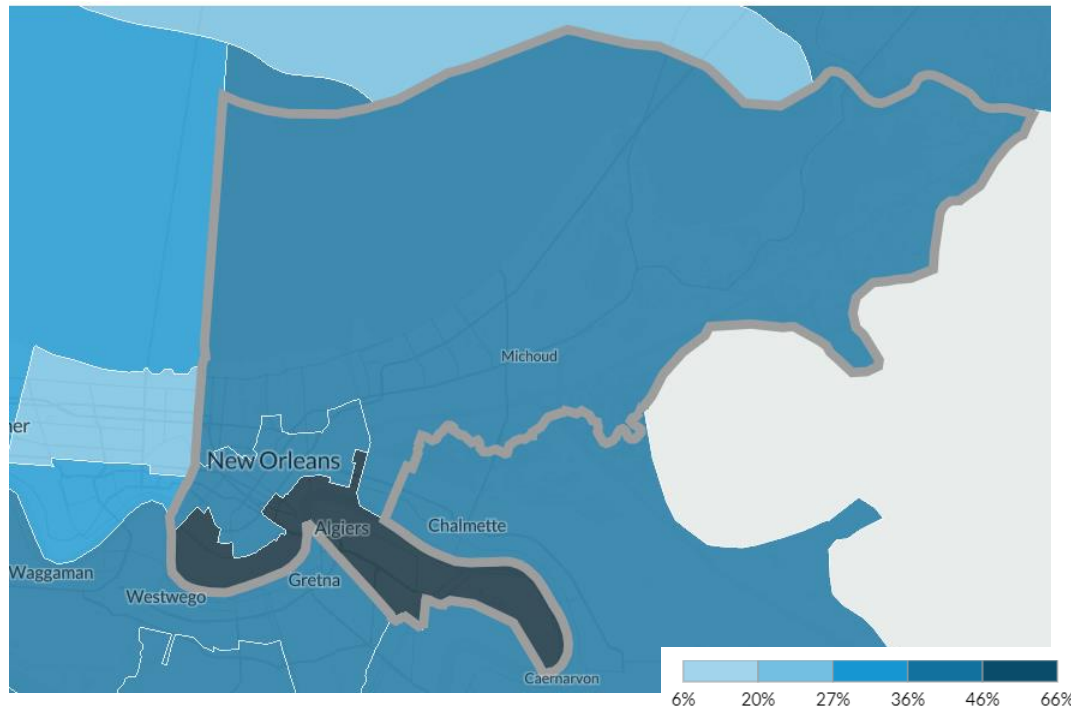 Michoud
ner
New Orleans
Algiers
Chalmette
Waggaman
Gretna
Westwego
Caernarvon
6% 20% 27% 36% 46% 66%